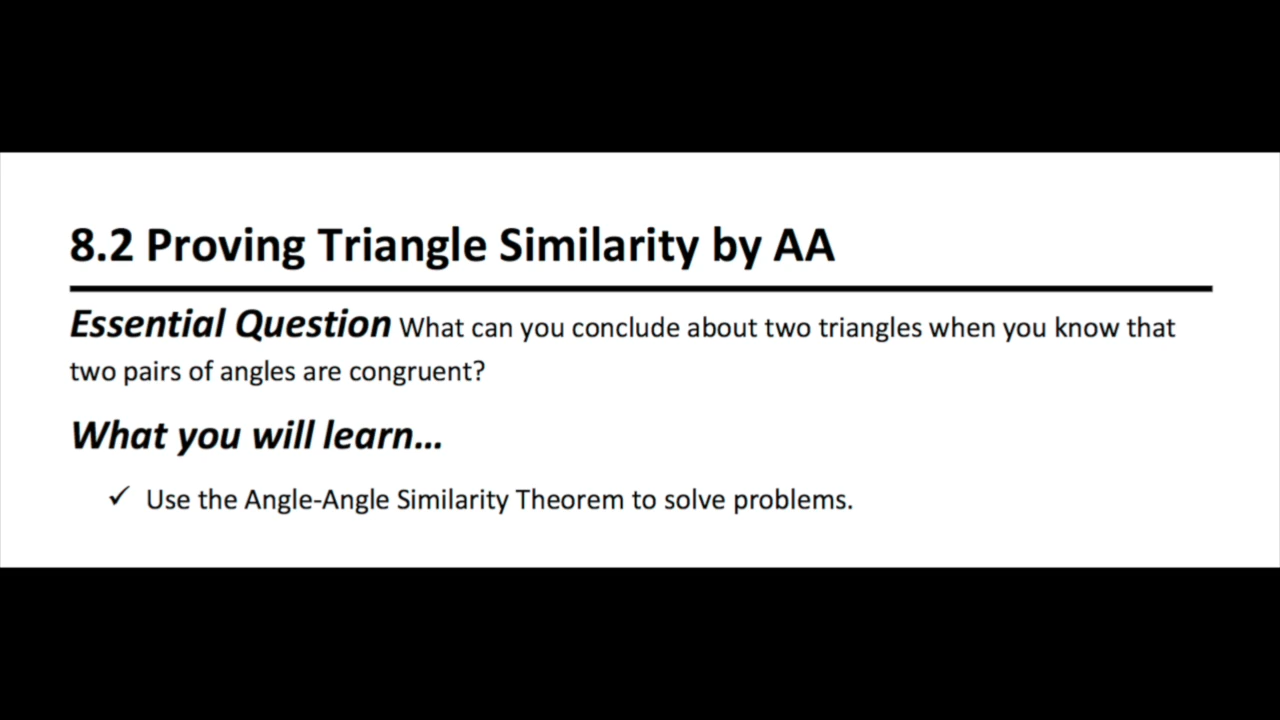 8.2 Proving Triangle Similarity by AA
Essential Question What can you conclude about two triangles when you know that
two pairs of angles are congruent?
What you will learn...
✓ Use the Angle-Angle Similarity Theorem to solve problems.